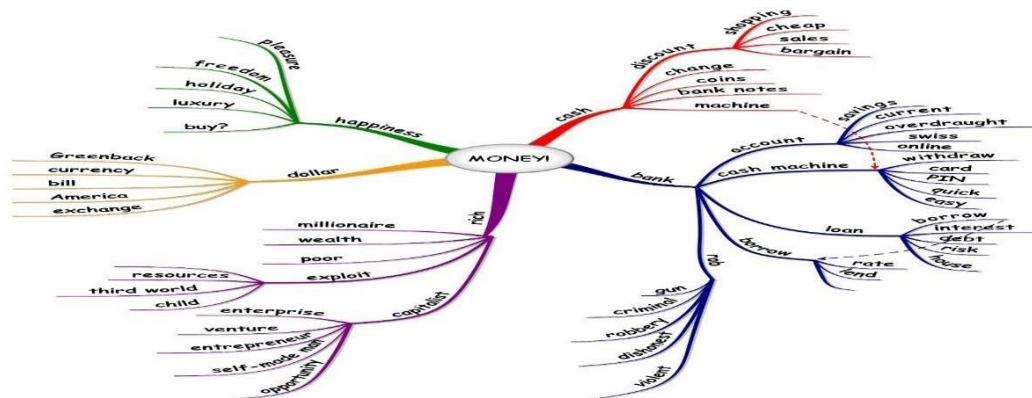 MONEY!
happiness
pleasure
freedom
holiday
luxury
buy?
dollar
Greenback
currency
bill
America
exchange
rich
millionaire
wealth
poor
exploit
resources
third world
child
capitalist
enterprise
venture
entrepreneur
self-made man
opportunity
cash
discount
shopping
cheap
sales
bargain
change
coins
bank notes
machine
bank
account
savings
current
overdraught
swiss
online
cash machine
withdraw
card
PIN
quick
easy
loan
borrow
interest
debt
risk
house
borrow
rate
lend
rob
gun
criminal
robbery
dishonest
violent